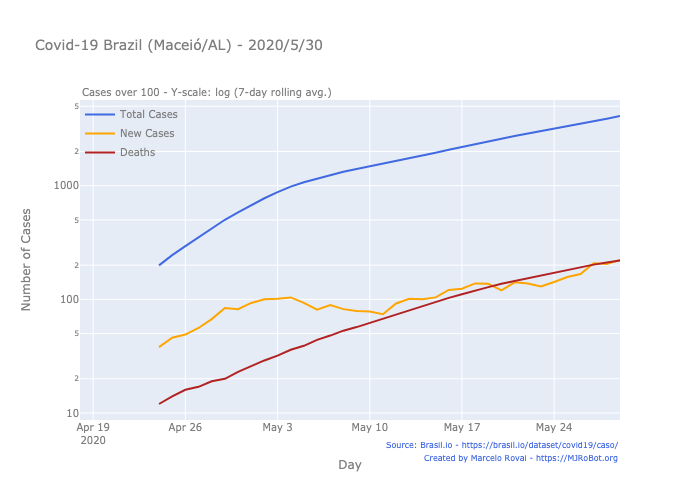 Covid-19 Brazil (Maceió/AL) - 2020/5/30
Cases over 100 - Y-scale: log (7-day rolling avg.)
Total Cases
New Cases
Deaths
5
2
1000
5
2
100
5
2
10
Number of Cases
Apr 19
2020
Apr 26
May 3
May 10
May 17
May 24
Day
Source: Brasil.io - https://brasil.io/dataset/covid19/caso/
Created by Marcelo Rovai - https://MJRoBot.org